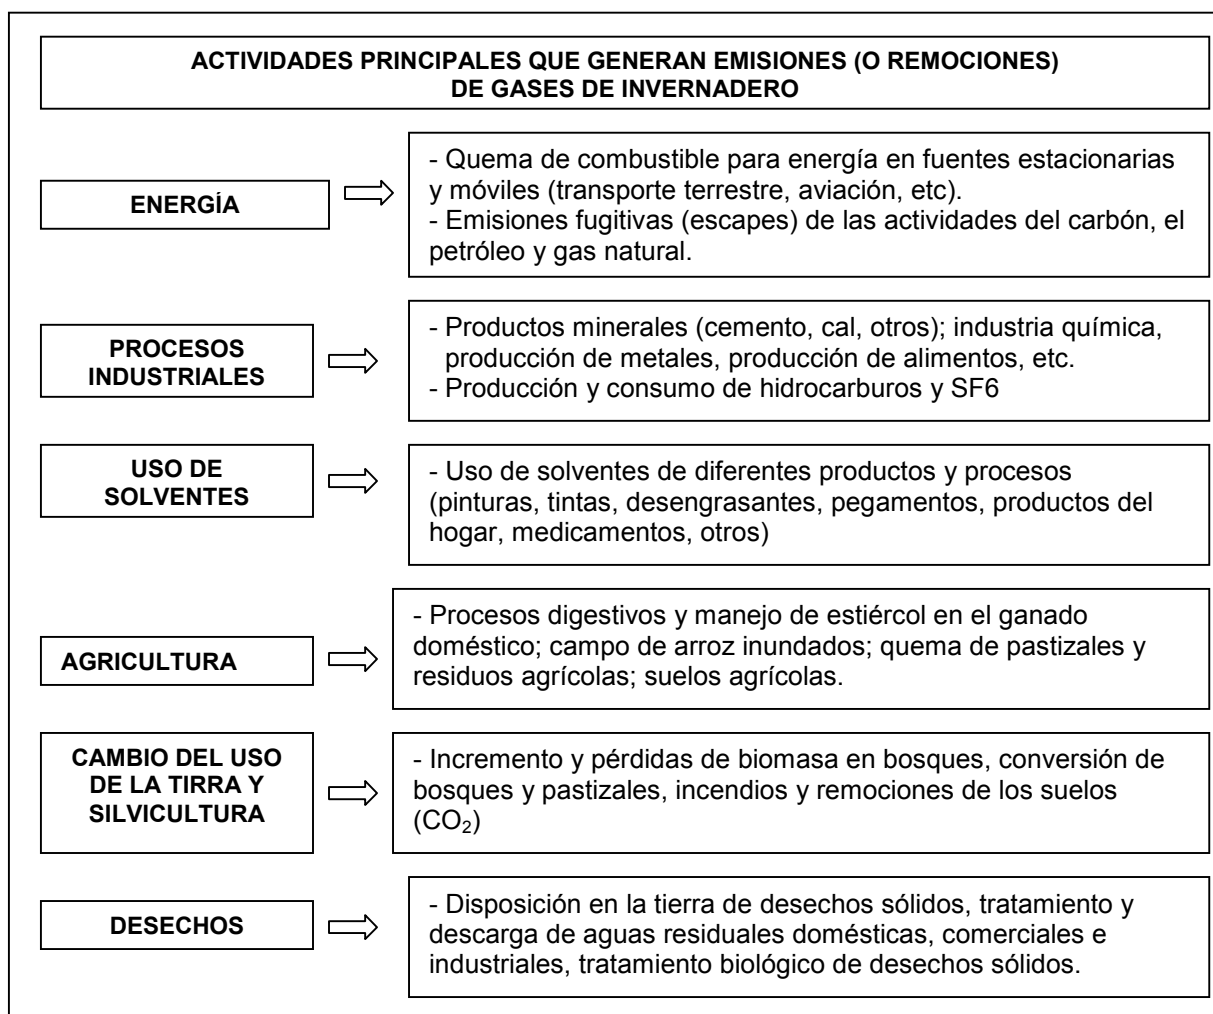 ACTIVIDADES PRINCIPALES QUE GENERAN EMISIONES (O REMOCIONES)
DE GASES DE INVERNADERO
ENERGÍA
- Quema de combustible para energía en fuentes estacionarias
y móviles (transporte terrestre, aviación, etc).
- Emisiones fugitivas (escapes) de las actividades del carbón, el
petróleo y gas natural.
PROCESOS
INDUSTRIALES
- Productos minerales (cemento, cal, otros); industria química,
producción de metales, producción de alimentos, etc.
- Producción y consumo de hidrocarburos y SF6
USO DE
SOLVENTES
- Uso de solventes de diferentes productos y procesos
(pinturas, tintas, desengrasantes, pegamentos, productos del
hogar, medicamentos, otros)
AGRICULTURA
- Procesos digestivos y manejo de estiércol en el ganado
doméstico; campo de arroz inundados; quema de pastizales y
residuos agrícolas; suelos agrícolas.
CAMBIO DEL USO
DE LA TIRRA Y
SILVICULTURA
- Incremento y pérdidas de biomasa en bosques, conversión de
bosques y pastizales, incendios y remociones de los suelos
(CO₂)
DESECHOS
- Disposición en la tierra de desechos sólidos, tratamiento y
descarga de aguas residuales domésticas, comerciales e
industriales, tratamiento biológico de desechos sólidos.